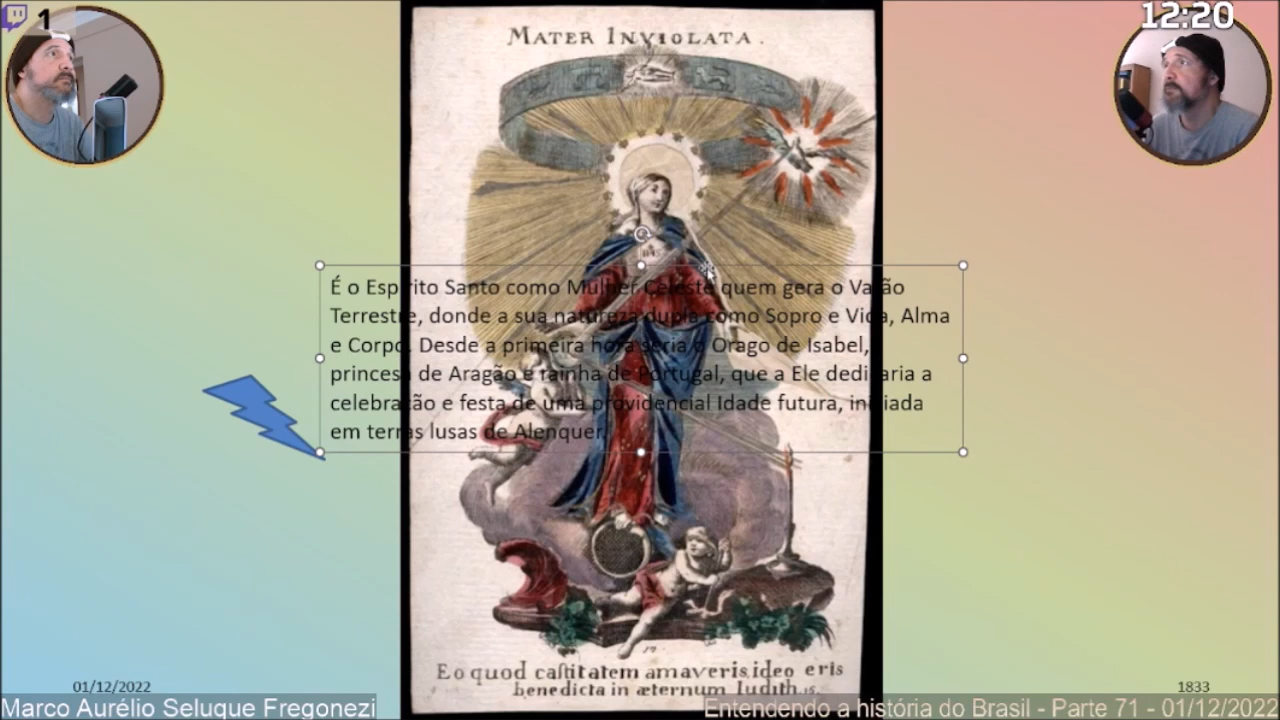 1
12:20
MATER INVIOLATA.
É o Espírito Santo como Mulher Celeste quem gera o Varão
Terrestre, donde a sua natureza dupla como Sopro e Vida, Alma
e Corpo. Desde a primeira hora seria o Orago de Isabel,
princesa de Aragão e rainha de Portugal, que a Ele dedicaria a
celebração e festa de uma providencial Idade futura, iniciada
em terras lusas de Alenquer.
17.
Eo quod caſtitatem amaveris, ideo eris
benedicta in æternum Iudith.15.
01/12/2022
1833
Marco Aurélio Seluque Fregonezi
Entendendo a história do Brasil - Parte 71 - 01/12/2022